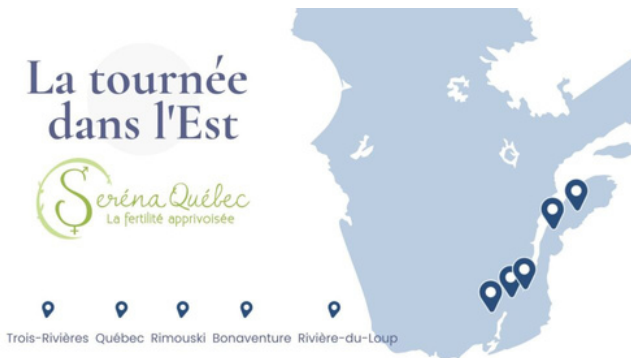 La tournée
dans l'Est
Seréna Québec
La fertilité apprivoisée
Trois-Rivières Québec Rimouski Bonaventure Rivière-du-Loup